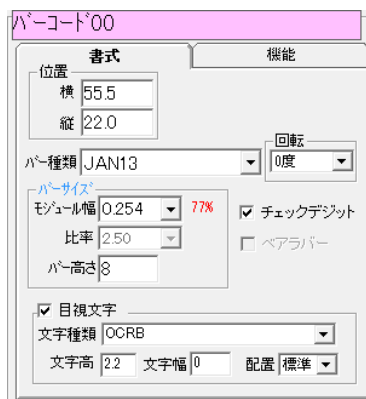 バーコード00
書式 機能
位置
横 55.5
縦 22.0
回転
バー種類 JAN13 0度
バーサイズ
モジュール幅 0.254 77% チェックデジット
比率 2.50 ベアラバー
バー高さ 8
目視文字
文字種類 OCRB
文字高 2.2 文字幅 0 配置 標準